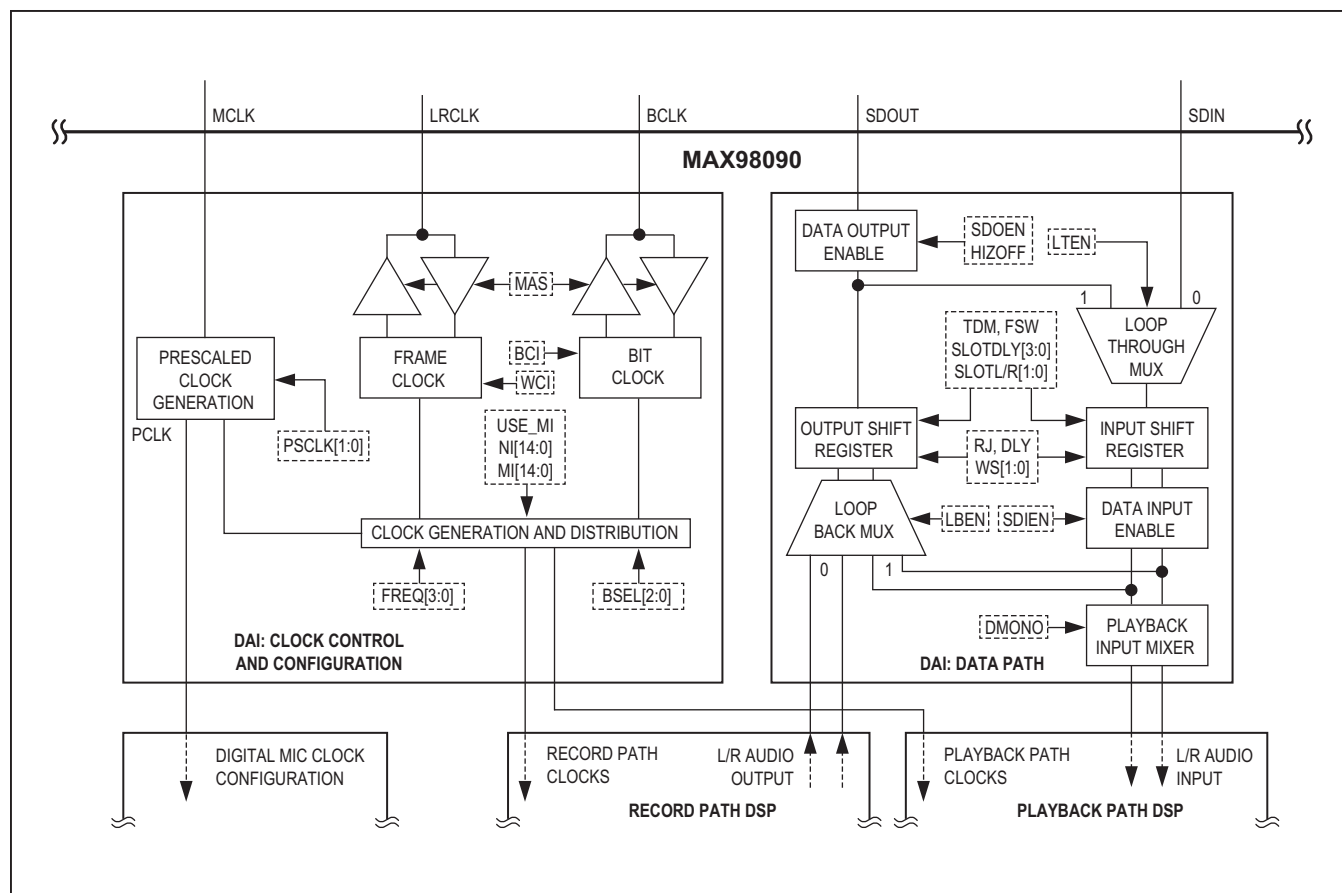 MCLK
LRCLK
BCLK
SDOUT
SDIN
MAX98090
DATA OUTPUT
ENABLE
SDOEN
HIZOFF
LTEN
MAS
1
0
LOOP
THROUGH
MUX
PRESCALED
CLOCK
GENERATION
FRAME
CLOCK
BCI
WCI
BIT
CLOCK
TDM, FSW
SLOTDLY[3:0]
SLOTL/R[1:0]
PCLK
PSCLK[1:0]
USE_MI
NI[14:0]
MI[14:0]
OUTPUT SHIFT
REGISTER
RJ, DLY
WS[1:0]
INPUT SHIFT
REGISTER
LOOP
BACK MUX
LBEN
SDIEN
DATA INPUT
ENABLE
CLOCK GENERATION AND DISTRIBUTION
0
1
FREQ[3:0]
BSEL[2:0]
DMONO
PLAYBACK
INPUT MIXER
DAI: CLOCK CONTROL
AND CONFIGURATION
DAI: DATA PATH
DIGITAL MIC CLOCK
CONFIGURATION
RECORD PATH
CLOCKS
L/R AUDIO
OUTPUT
RECORD PATH DSP
PLAYBACK PATH
CLOCKS
L/R AUDIO
INPUT
PLAYBACK PATH DSP